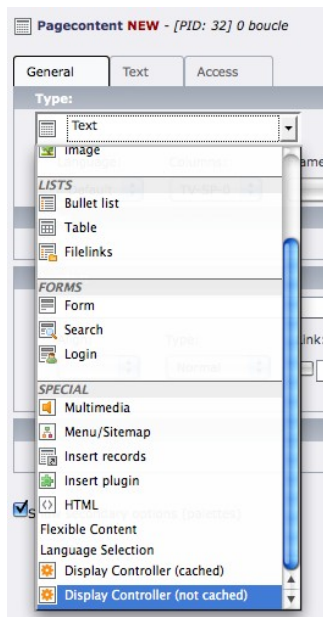 Pagecontent NEW - [PID: 32] 0 boucle
General Text Access
Type:
Text
Image
LISTS
Bullet list
Table
Filelinks
FORMS
Form
Search
Login
SPECIAL
Multimedia
Menu/Sitemap
Insert records
Insert plugin
HTML
Flexible Content
Language Selection
Display Controller (cached)
Display Controller (not cached)